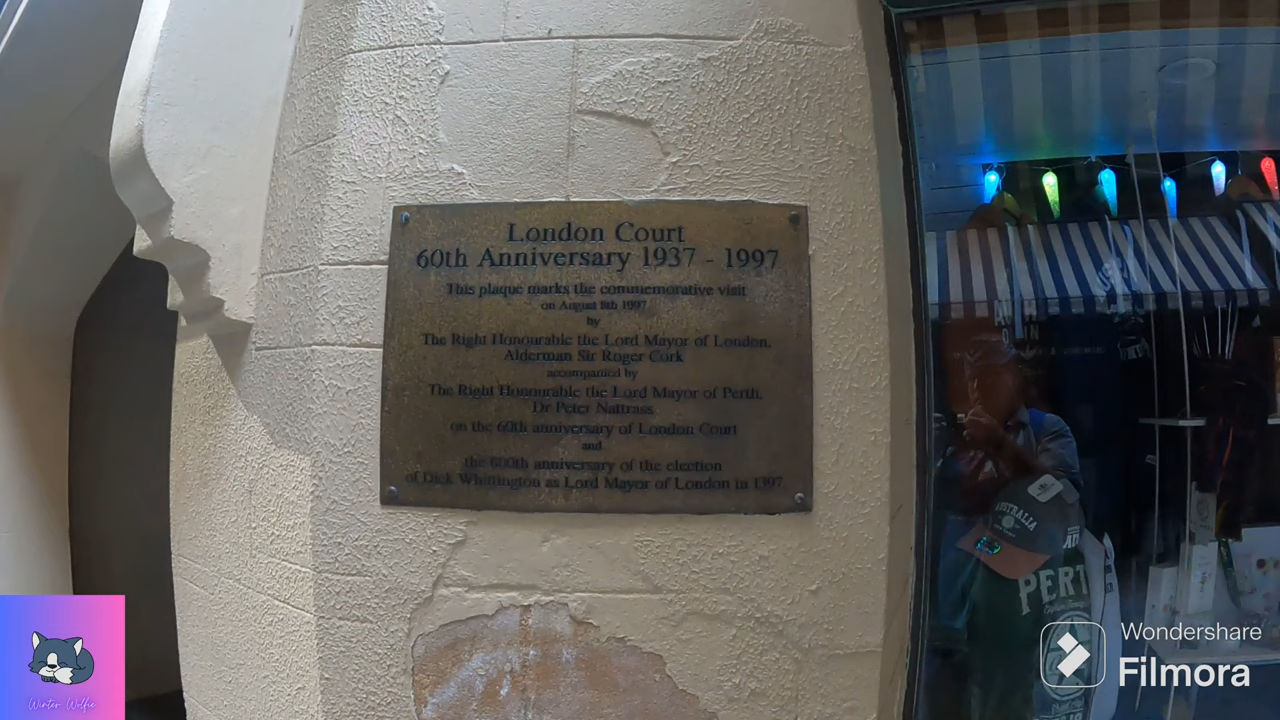 London Court
60th Anniversary 1937 - 1997
This plaque marks the commemorative visit
on August 8th 1997
by
The Right Honourable the Lord Mayor of London,
Alderman Sir Roger Cork
accompanied by
The Right Honourable the Lord Mayor of Perth,
Dr Peter Nattrass
on the 60th anniversary of London Court
and
the 600th anniversary of the election
of Dick Whittington as Lord Mayor of London in 1397.
AUSTRALIA
PERT
Winter Wolfie
Wondershare
Filmora